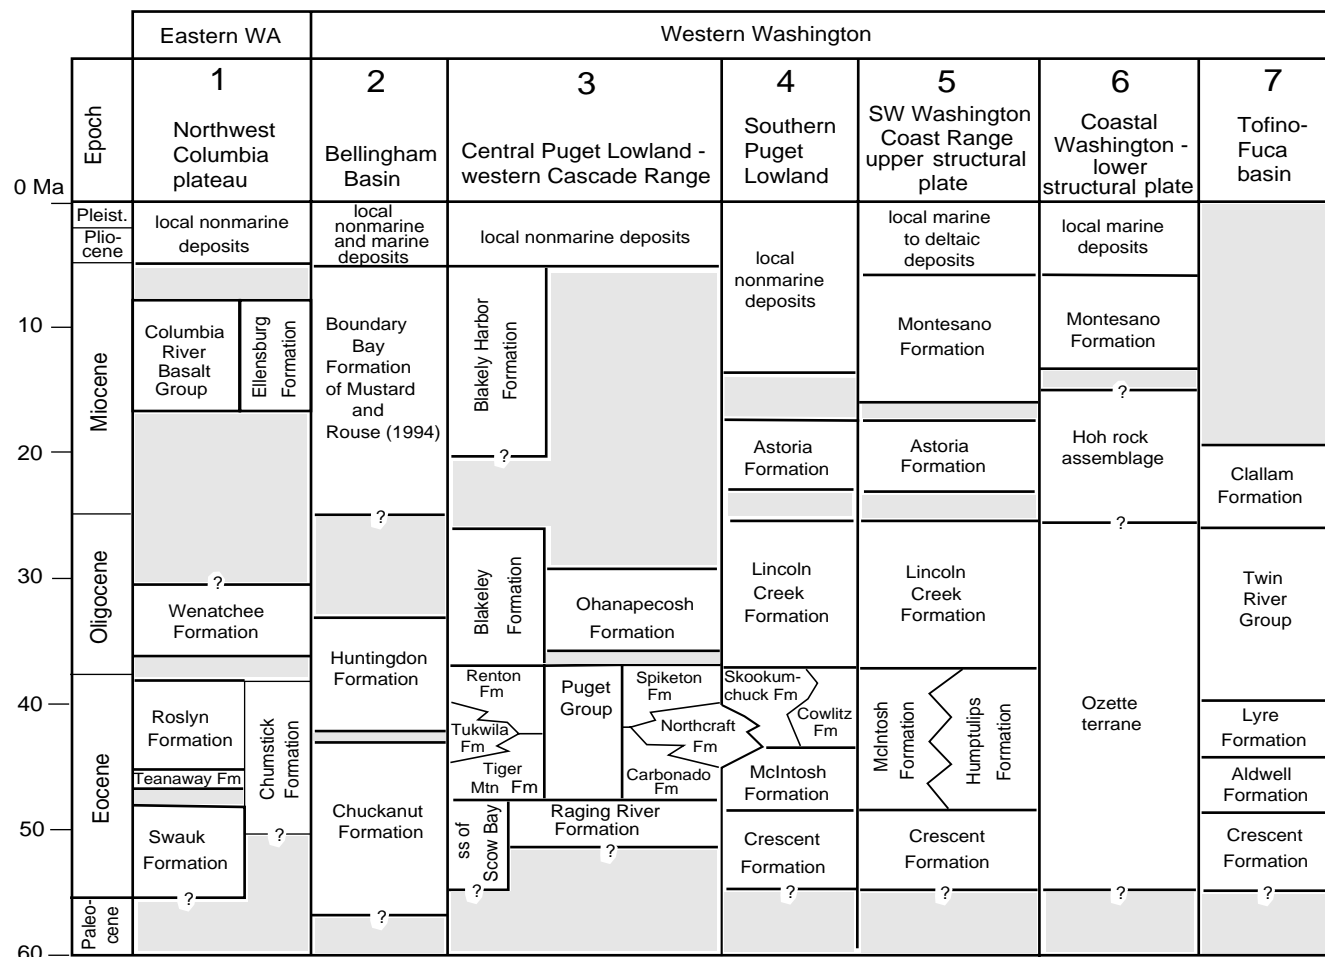 Eastern WA
Western Washington
Epoch
1
Northwest
Columbia
plateau
2
Bellingham
Basin
3
Central Puget Lowland -
western Cascade Range
4
Southern
Puget
Lowland
5
SW Washington
Coast Range
upper structural
plate
6
Coastal
Washington -
lower
structural plate
7
Tofino-
Fuca
basin
0 Ma
10
20
30
40
50
60
Pleist.
Plio-
cene
Miocene
Oligocene
Eocene
Paleo-
cene
local nonmarine
deposits
Columbia
River
Basalt
Group
Ellensburg
Formation
?
Wenatchee
Formation
Roslyn
Formation
Teanaway Fm
Chumstick
Formation
?
Swauk
Formation
?
local
nonmarine
and marine
deposits
Boundary
Bay
Formation
of Mustard
and
Rouse (1994)
?
Huntingdon
Formation
Chuckanut
Formation
?
local nonmarine deposits
Blakely Harbor
Formation
?
Blakeley
Formation
Ohanapecosh
Formation
Renton
Fm
Tukwila
Fm
Tiger
Mtn Fm
Puget
Group
Spiketon
Fm
Northcraft
Fm
Carbonado
Fm
ss of
Scow Bay
?
Raging River
Formation
?
local
nonmarine
deposits
Astoria
Formation
Lincoln
Creek
Formation
Skookum-
chuck Fm
Cowlitz
Fm
McIntosh
Formation
Crescent
Formation
?
local marine
to deltaic
deposits
Montesano
Formation
Astoria
Formation
Lincoln
Creek
Formation
McIntosh
Formation
Humptulips
Formation
Crescent
Formation
local marine
deposits
Montesano
Formation
?
Hoh rock
assemblage
?
Ozette
terrane
?
Clallam
Formation
Twin
River
Group
Lyre
Formation
Aldwell
Formation
Crescent
Formation
?